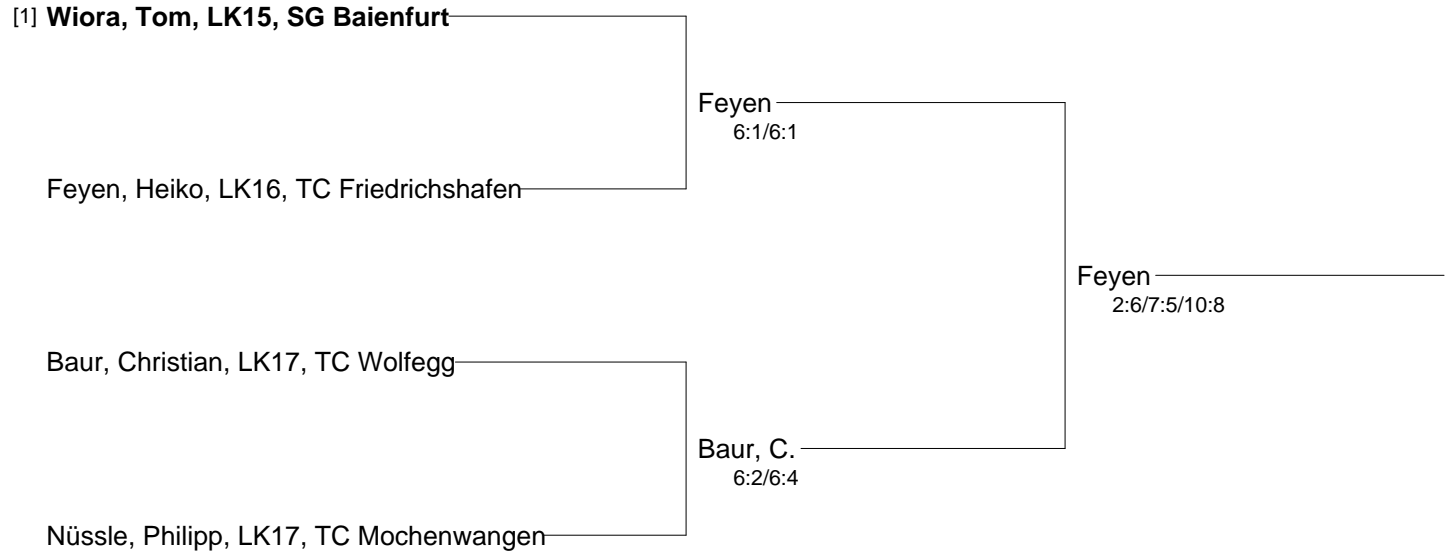 [1] Wiora, Tom, LK15, SG Baienfurt
Feyen
6:1/6:1
Feyen, Heiko, LK16, TC Friedrichshafen
Feyen
2:6/7:5/10:8
Baur, Christian, LK17, TC Wolfegg
Baur, C.
6:2/6:4
Nüssle, Philipp, LK17, TC Mochenwangen